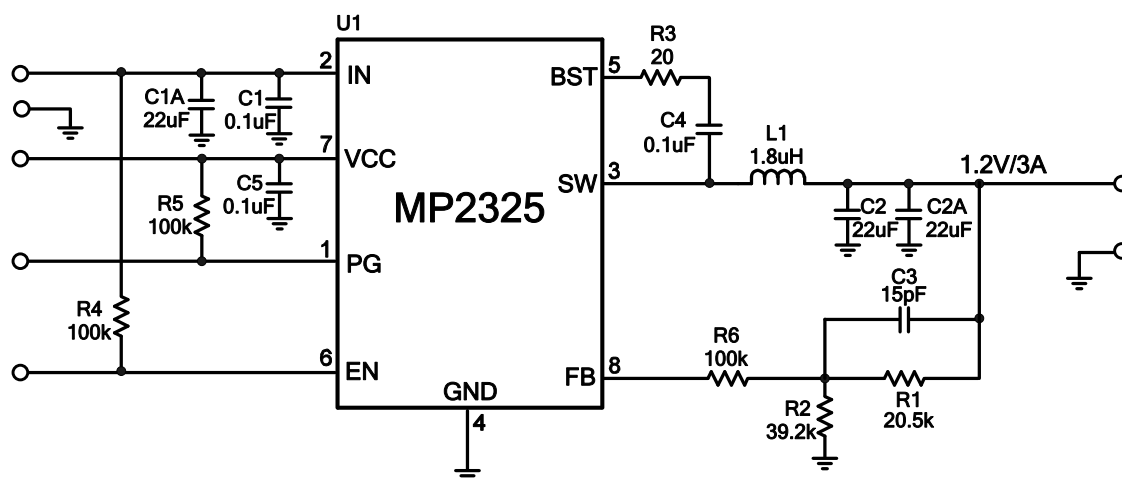 U1
MP2325
2
IN
7
VCC
1
PG
6
EN
GND
4
BST
5
SW
3
FB
8
C1A
22uF
C1
0.1uF
R5
100k
C5
0.1uF
R4
100k
R3
20
C4
0.1uF
L1
1.8uH
1.2V/3A
C2
22uF
C2A
22uF
C3
15pF
R6
100k
R2
39.2k
R1
20.5k